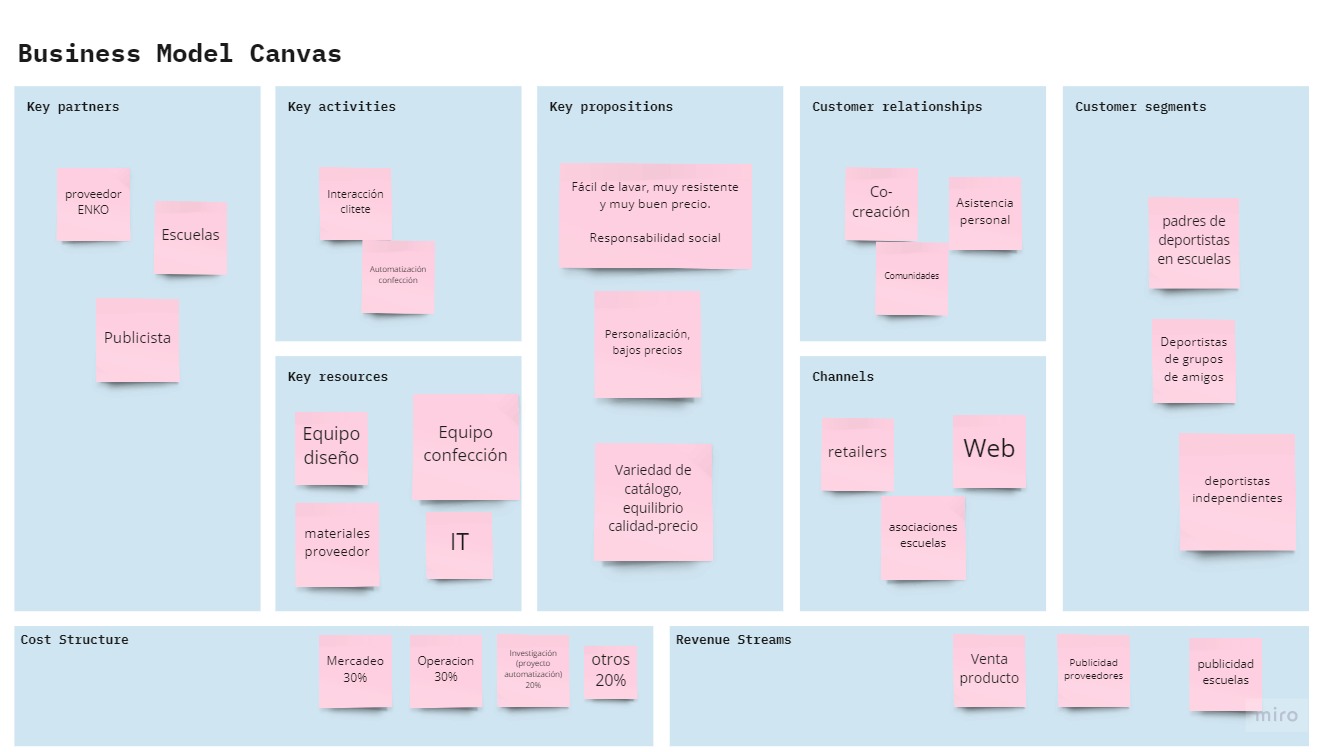 Business Model Canvas
Key partners
proveedor
ENKO
Escuelas
Publicista
Key activities
Interacción
clitete
Automatización
confección
Key resources
Equipo
diseño
Equipo
confección
materiales
proveedor
IT
Key propositions
Fácil de lavar, muy resistente
y muy buen precio.
Responsabilidad social
Personalización,
bajos precios
Variedad de
catálogo,
equilibrio
calidad-precio
Customer relationships
Co-
creación
Asistencia
personal
Comunidades
Channels
retailers
Web
asociaciones
escuelas
Customer segments
padres de
deportistas
en escuelas
Deportistas
de grupos
de amigos
deportistas
independientes
Cost Structure
Mercadeo
30%
Operacion
30%
Investigación
(proyecto
automatización)
20%
otros
20%
Revenue Streams
Venta
producto
Publicidad
proveedores
publicidad
escuelas
miro